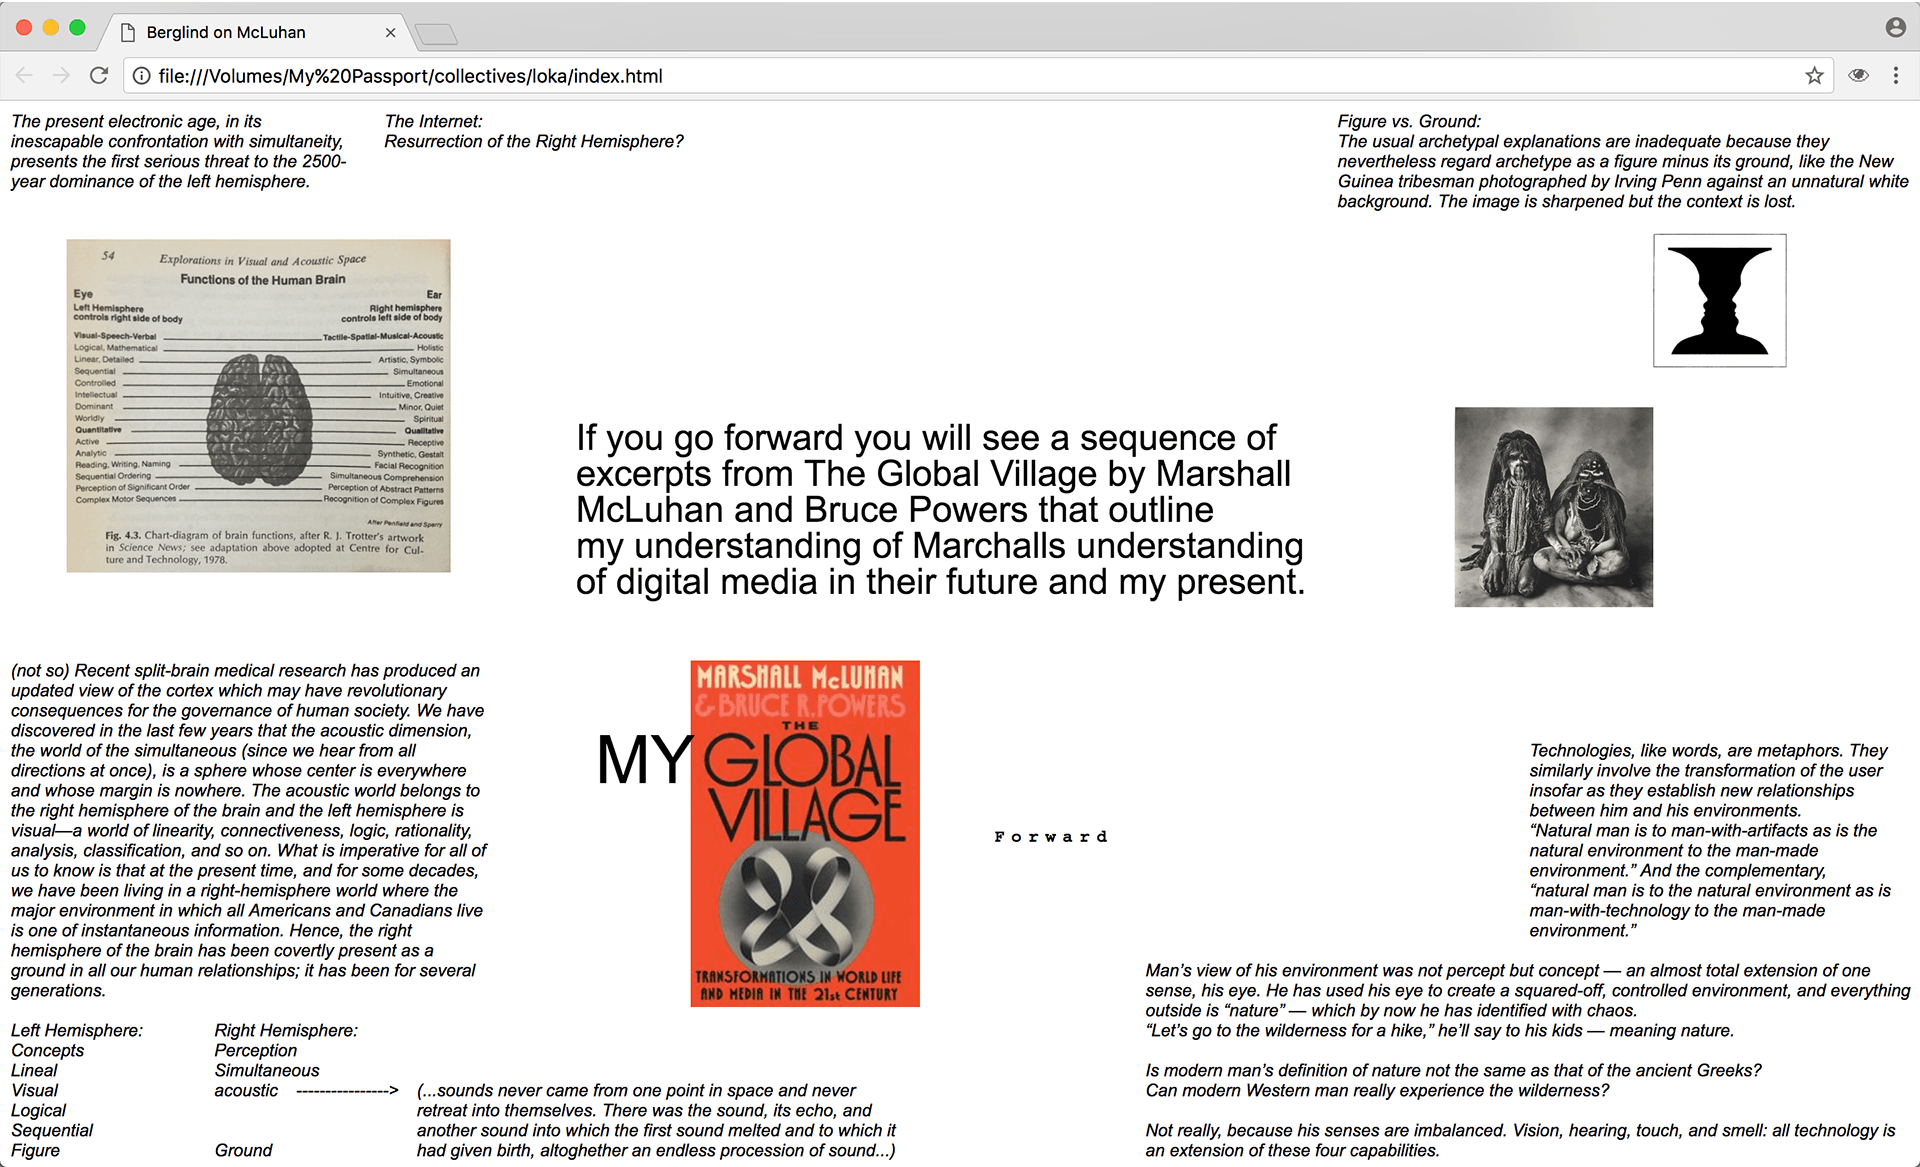 Berglind on McLuhan
file:///Volumes/My%20Passport/collectives/loka/index.html
The present electronic age, in its
inescapable confrontation with simultaneity,
presents the first serious threat to the 2500-
year dominance of the left hemisphere.
The Internet:
Resurrection of the Right Hemisphere?
Figure vs. Ground:
The usual archetypal explanations are inadequate because they
nevertheless regard archetype as a figure minus its ground, like the New
Guinea tribesman photographed by Irving Penn against an unnatural white
background. The image is sharpened but the context is lost.
54 Explorations in Visual and Acoustic Space
Functions of the Human Brain
Eye Ear
Left Hemisphere Right hemisphere
controls right side of body controls left side of body
Visual-Speech-Verbal Tactile-Spatial-Musical-Acoustic
Logical, Mathematical Holistic
Linear, Detailed Artistic, Symbolic
Sequential Simultaneous
Controlled Emotional
Intellectual Intuitive, Creative
Dominant Minor, Quiet
Worldly Spiritual
Quantitative Qualitative
Active Receptive
Analytic Synthetic, Gestalt
Reading, Writing, Naming Facial Recognition
Sequential Ordering Simultaneous Comprehension
Perception of Significant Order Perception of Abstract Patterns
Complex Motor Sequences Recognition of Complex Figures
After Penfield and Sperry
Fig. 4.3. Chart-diagram of brain functions, after R. J. Trotter's artwork
in Science News; see adaptation above adopted at Centre for Cul-
ture and Technology, 1978.
If you go forward you will see a sequence of
excerpts from The Global Village by Marshall
McLuhan and Bruce Powers that outline
my understanding of Marchalls understanding
of digital media in their future and my present.
(not so) Recent split-brain medical research has produced an
updated view of the cortex which may have revolutionary
consequences for the governance of human society. We have
discovered in the last few years that the acoustic dimension,
the world of the simultaneous (since we hear from all
directions at once), is a sphere whose center is everywhere
and whose margin is nowhere. The acoustic world belongs to
the right hemisphere of the brain and the left hemisphere is
visual—a world of linearity, connectiveness, logic, rationality,
analysis, classification, and so on. What is imperative for all of
us to know is that at the present time, and for some decades,
we have been living in a right-hemisphere world where the
major environment in which all Americans and Canadians live
is one of instantaneous information. Hence, the right
hemisphere of the brain has been covertly present as a
ground in all our human relationships; it has been for several
generations.
MY
MARSHALL McLUHAN
& BRUCE R. POWERS
THE
GLOBAL
VILLAGE
TRANSFORMATIONS IN WORLD LIFE
AND MEDIA IN THE 21st CENTURY
Forward
Technologies, like words, are metaphors. They
similarly involve the transformation of the user
insofar as they establish new relationships
between him and his environments.
“Natural man is to man-with-artifacts as is the
natural environment to the man-made
environment.” And the complementary,
“natural man is to the natural environment as is
man-with-technology to the man-made
environment.”
Man’s view of his environment was not percept but concept — an almost total extension of one
sense, his eye. He has used his eye to create a squared-off, controlled environment, and everything
outside is “nature” — which by now he has identified with chaos.
“Let’s go to the wilderness for a hike,” he’ll say to his kids — meaning nature.
Is modern man’s definition of nature not the same as that of the ancient Greeks?
Can modern Western man really experience the wilderness?
Not really, because his senses are imbalanced. Vision, hearing, touch, and smell: all technology is
an extension of these four capabilities.
Left Hemisphere: Right Hemisphere:
Concepts Perception
Lineal Simultaneous
Visual acoustic ----------------> (...sounds never came from one point in space and never
Logical retreat into themselves. There was the sound, its echo, and
Sequential another sound into which the first sound melted and to which it
Figure Ground had given birth, altoghether an endless procession of sound...)